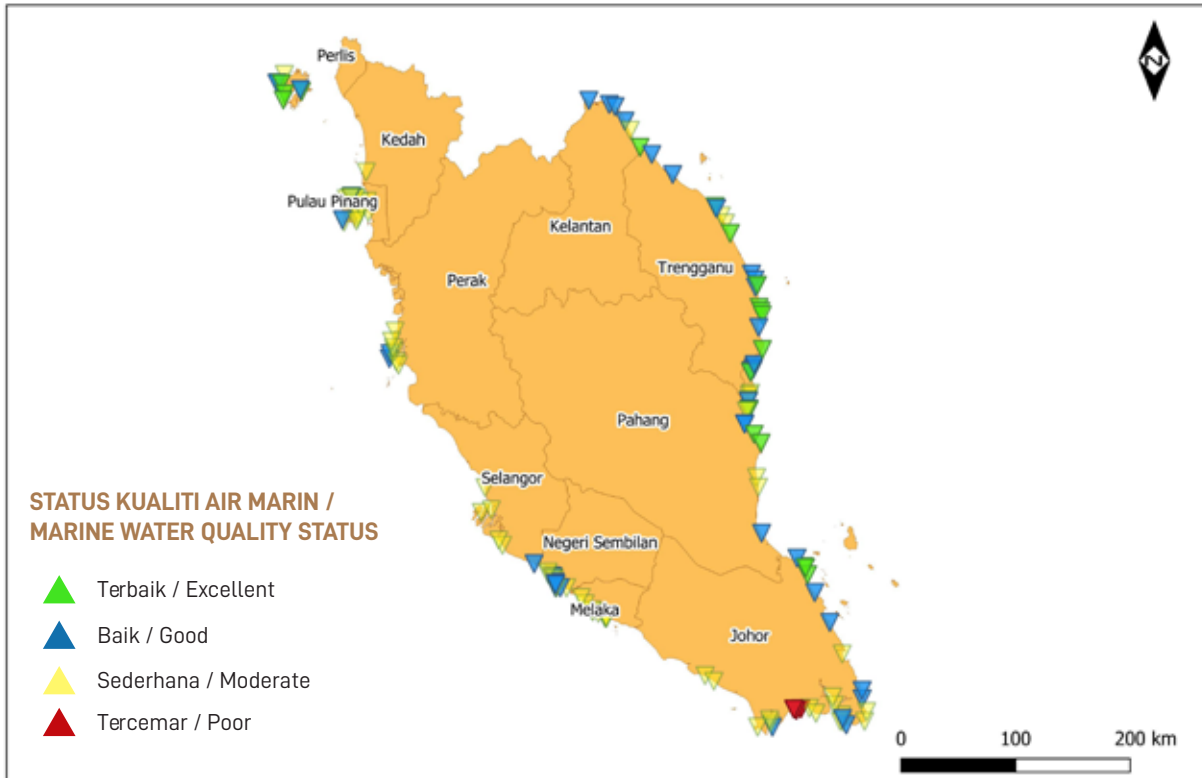 Perlis
Kedah
Pulau Pinang
Kelantan
Trengganu
Perak
Pahang
Selangor
Negeri Sembilan
Melaka
Johor
N
STATUS KUALITI AIR MARIN /
MARINE WATER QUALITY STATUS
Terbaik / Excellent
Baik / Good
Sederhana / Moderate
Tercemar / Poor
0 100 200 km